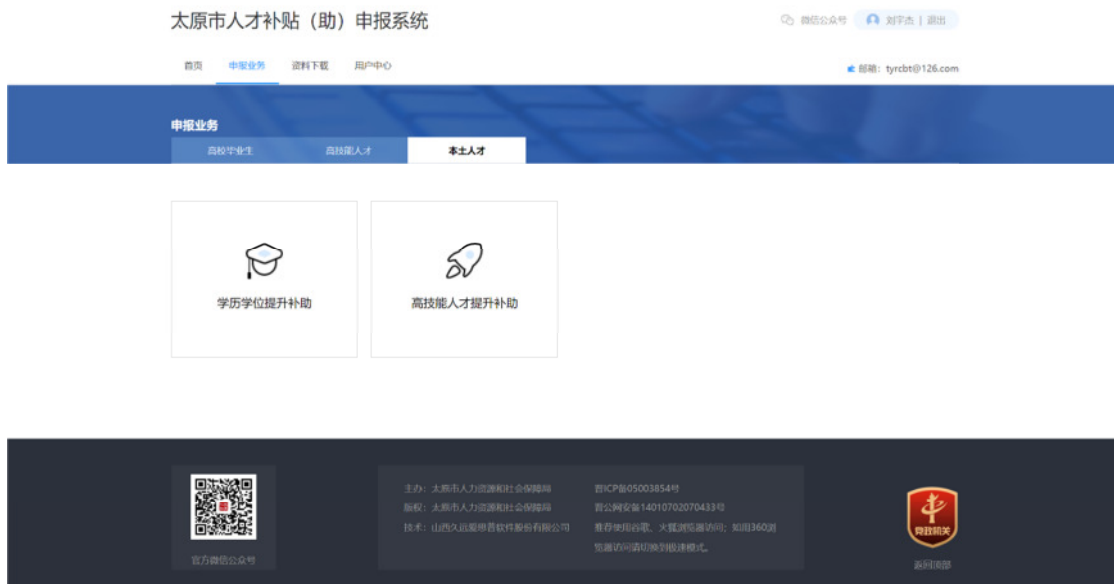 太原市人才补贴（助）申报系统
微信公众号 刘宇杰 | 退出
首页 申报业务 资料下载 用户中心
邮箱：tyrcbt@126.com
申报业务
高校毕业生 高技能人才 本土人才
学历学位提升补助 高技能人才提升补助
主办：太原市人力资源和社会保障局 晋ICP备05003854号
版权：太原市人力资源和社会保障局 晋公网安备14010702070433号
技术：山西久远爱思普软件股份有限公司 推荐使用谷歌、火狐浏览器访问；如用360浏
览器访问请切换到极速模式。
党政机关
官方微信公众号 返回顶部